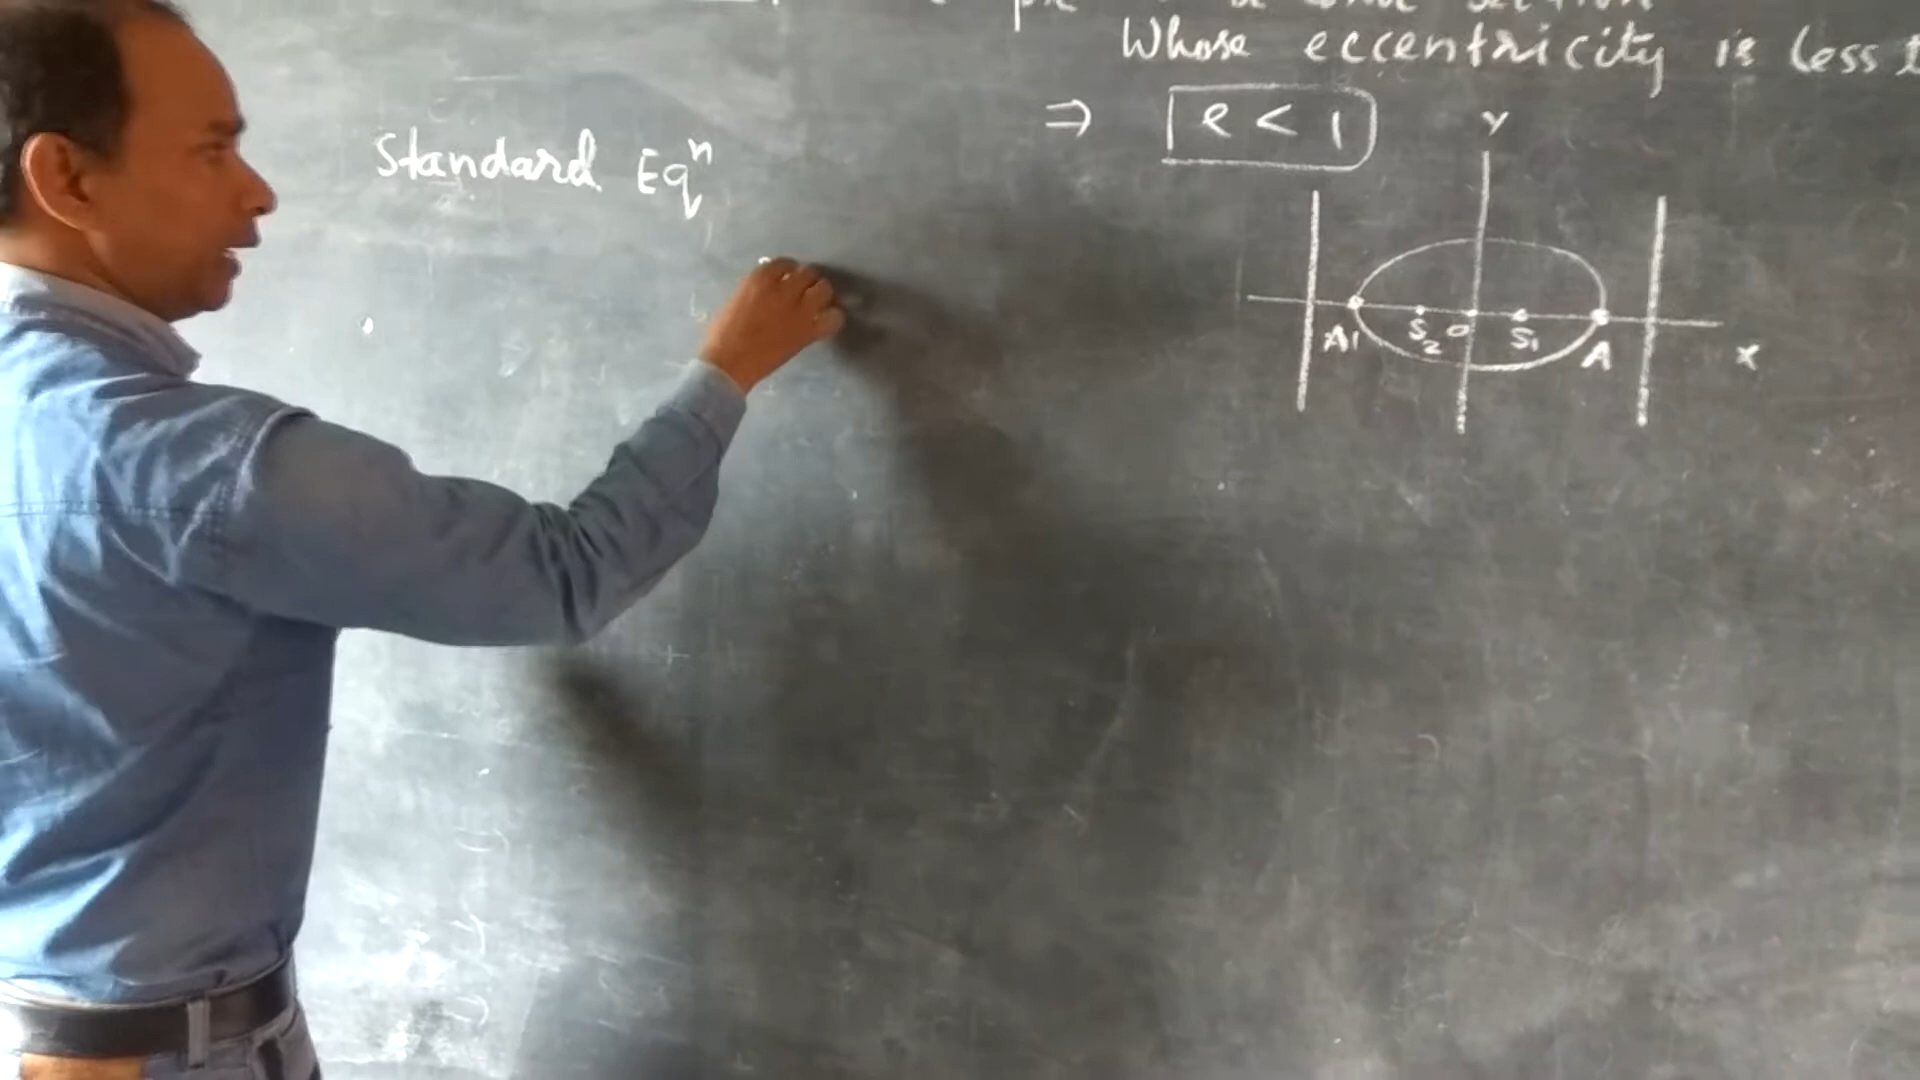 Whose eccentricity is less
⇒ e < 1
Standard Eqⁿ
Y
A1 S2 O S1 A X